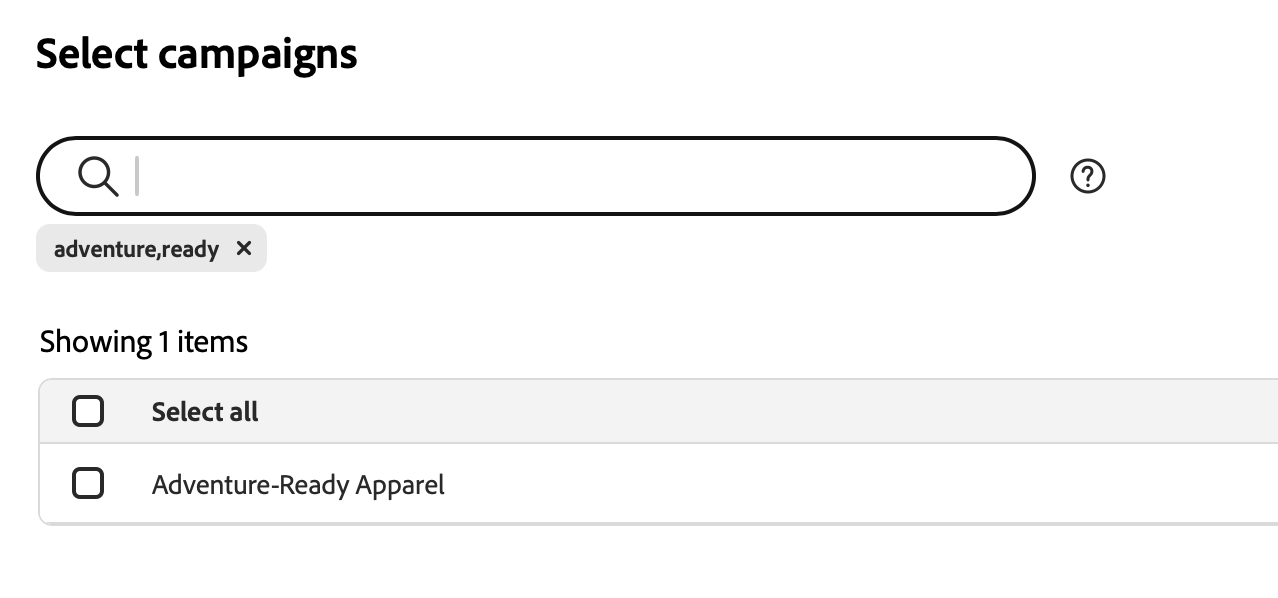 Select campaigns
adventure,ready
Showing 1 items
Select all
Adventure-Ready Apparel